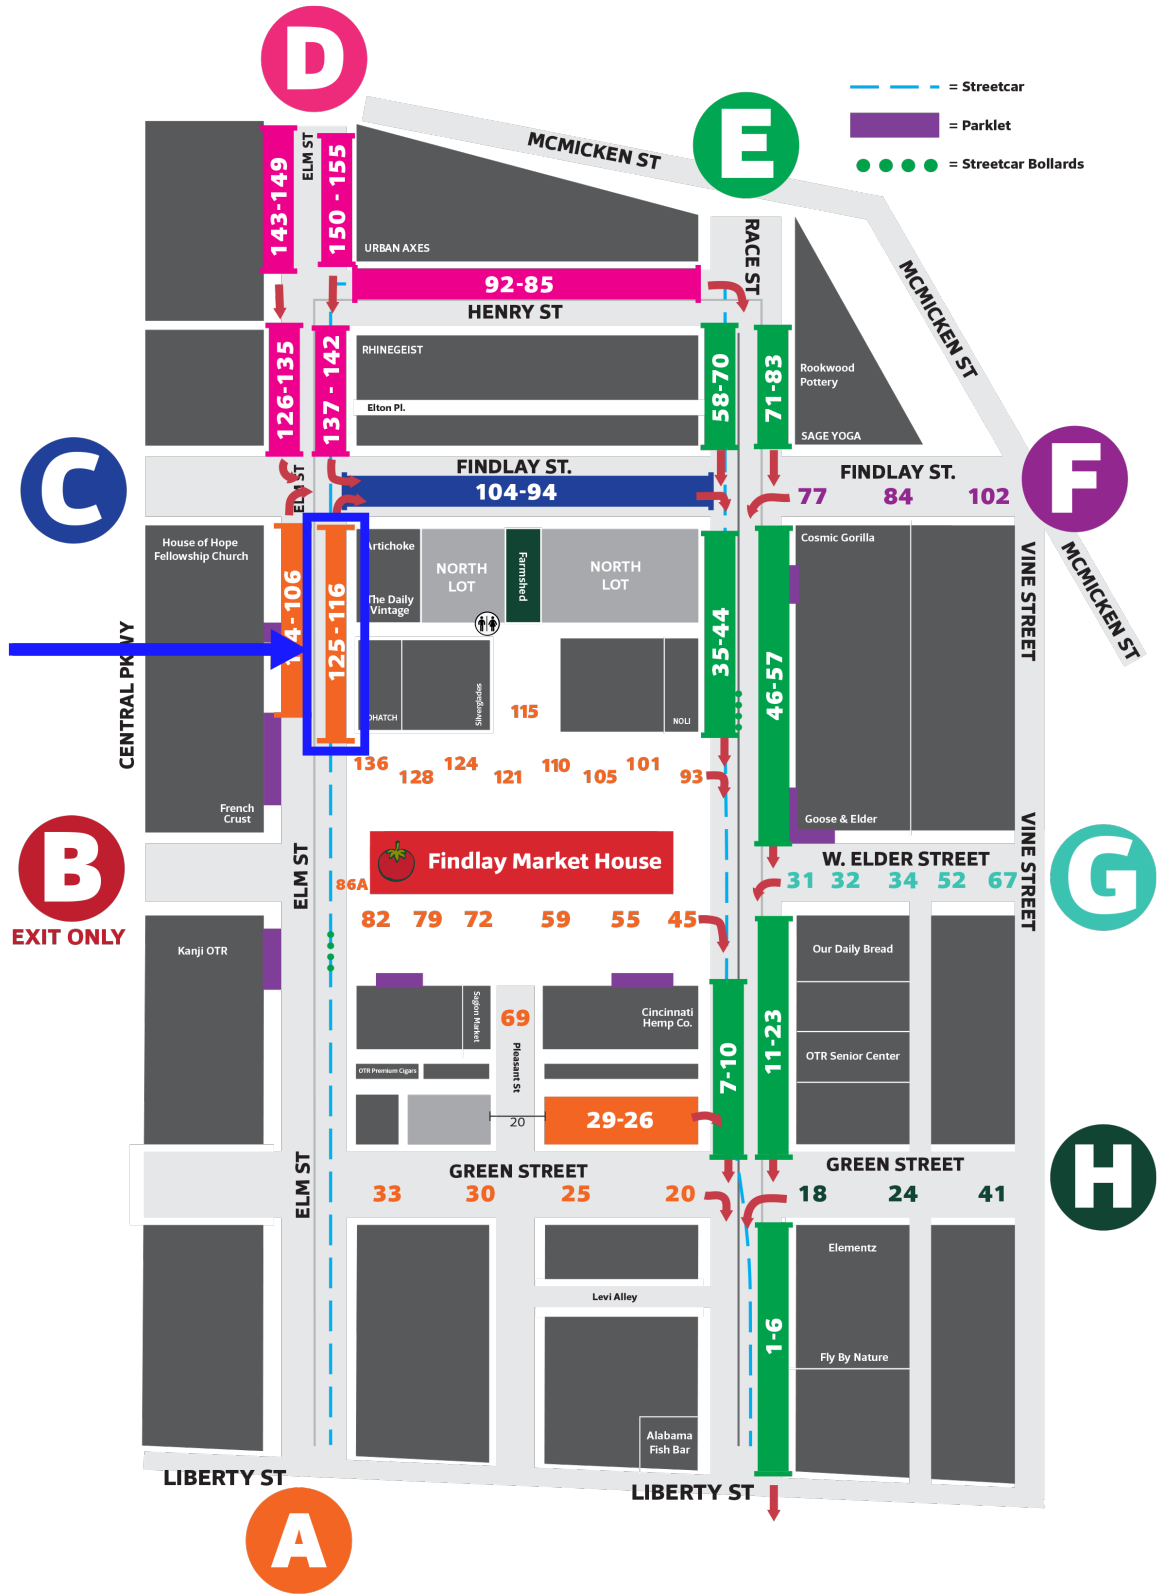 D
E
= Streetcar
= Parklet
= Streetcar Bollards
MCMICKEN ST
ELM ST
143-149
150 - 155
URBAN AXES
RACE ST
92-85
HENRY ST
MCMICKEN ST
126-135
137 - 142
RHINEGEIST
Elton Pl.
58-70
71-83
Rookwood
Pottery
SAGE YOGA
C
ELM ST
FINDLAY ST.
104-94
FINDLAY ST.
77
84
102
F
House of Hope
Fellowship Church
Artichoke
The Daily
Vintage
NORTH
LOT
Farmshed
NORTH
LOT
Cosmic Gorilla
VINE STREET
MCMICKEN ST
125-116
35-44
46-57
CENTRAL PKWY
Silverglades
NOLI
115
136
128
124
121
110
105
101
93
French
Crust
Goose & Elder
B
EXIT ONLY
ELM ST
Findlay Market House
86A
W. ELDER STREET
31
32
34
52
67
VINE STREET
G
82
79
72
59
55
45
Kanji OTR
Saigon Market
69
Pleasant St
Cincinnati
Hemp Co.
Our Daily Bread
OTR Premium Cigars
7-10
11-23
OTR Senior Center
20
29-26
ELM ST
GREEN STREET
GREEN STREET
33
30
25
20
18
24
41
H
Elementz
Levi Alley
1-6
Fly By Nature
Alabama
Fish Bar
LIBERTY ST
LIBERTY ST
A